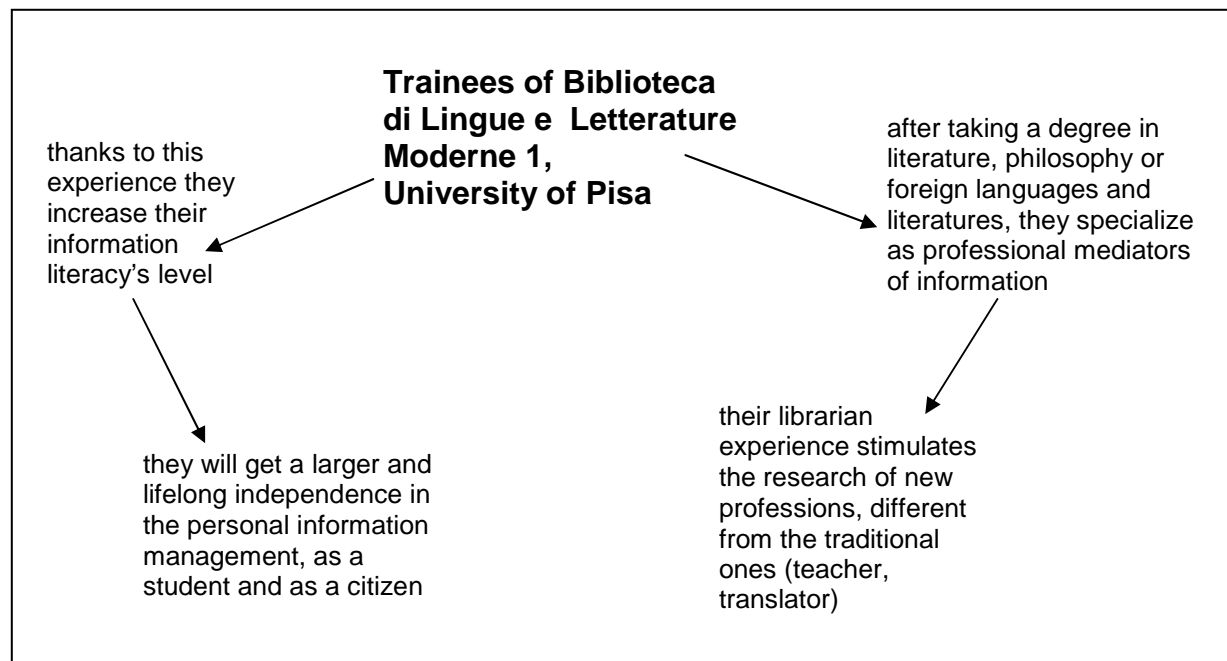 Trainees of Biblioteca
di Lingue e Letterature
Moderne 1,
University of Pisa
thanks to this
experience they
increase their
information
literacy’s level
after taking a degree in
literature, philosophy or
foreign languages and
literatures, they specialize
as professional mediators
of information
they will get a larger and
lifelong independence in
the personal information
management, as a
student and as a citizen
their librarian
experience stimulates
the research of new
professions, different
from the traditional
ones (teacher,
translator)